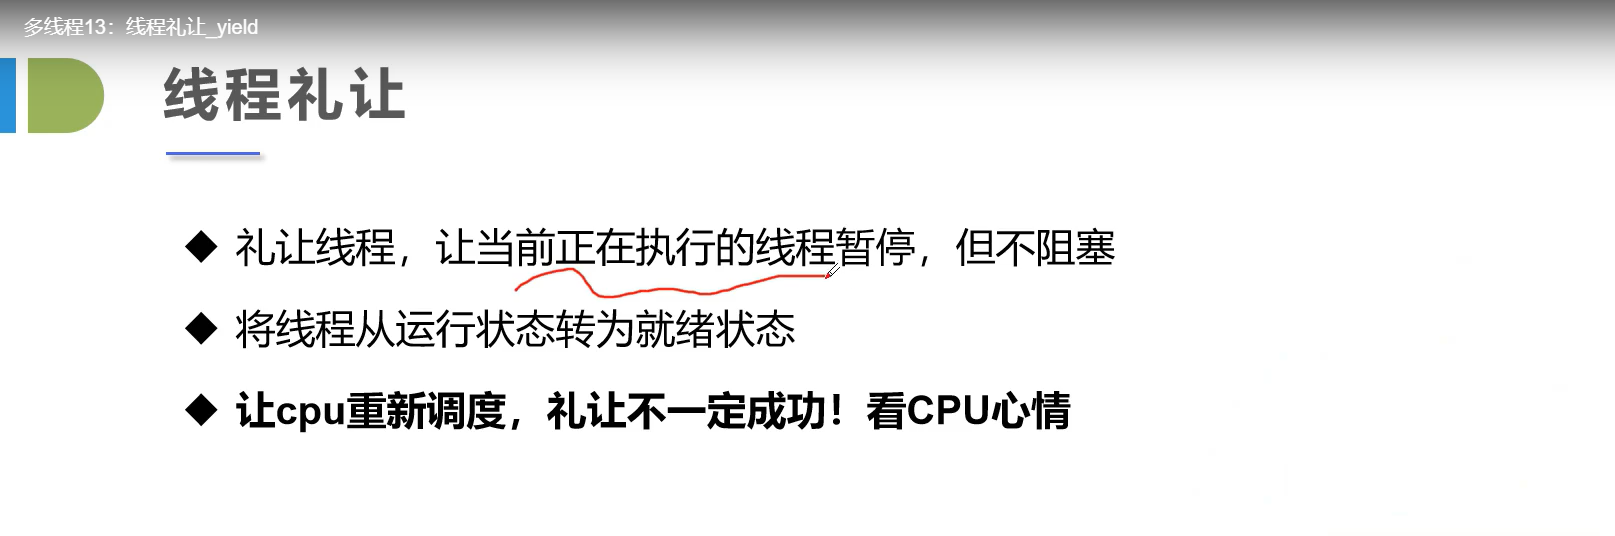 多线程13：线程礼让_yield
线程礼让
礼让线程，让当前正在执行的线程暂停，但不阻塞
将线程从运行状态转为就绪状态
让cpu重新调度，礼让不一定成功！看CPU心情